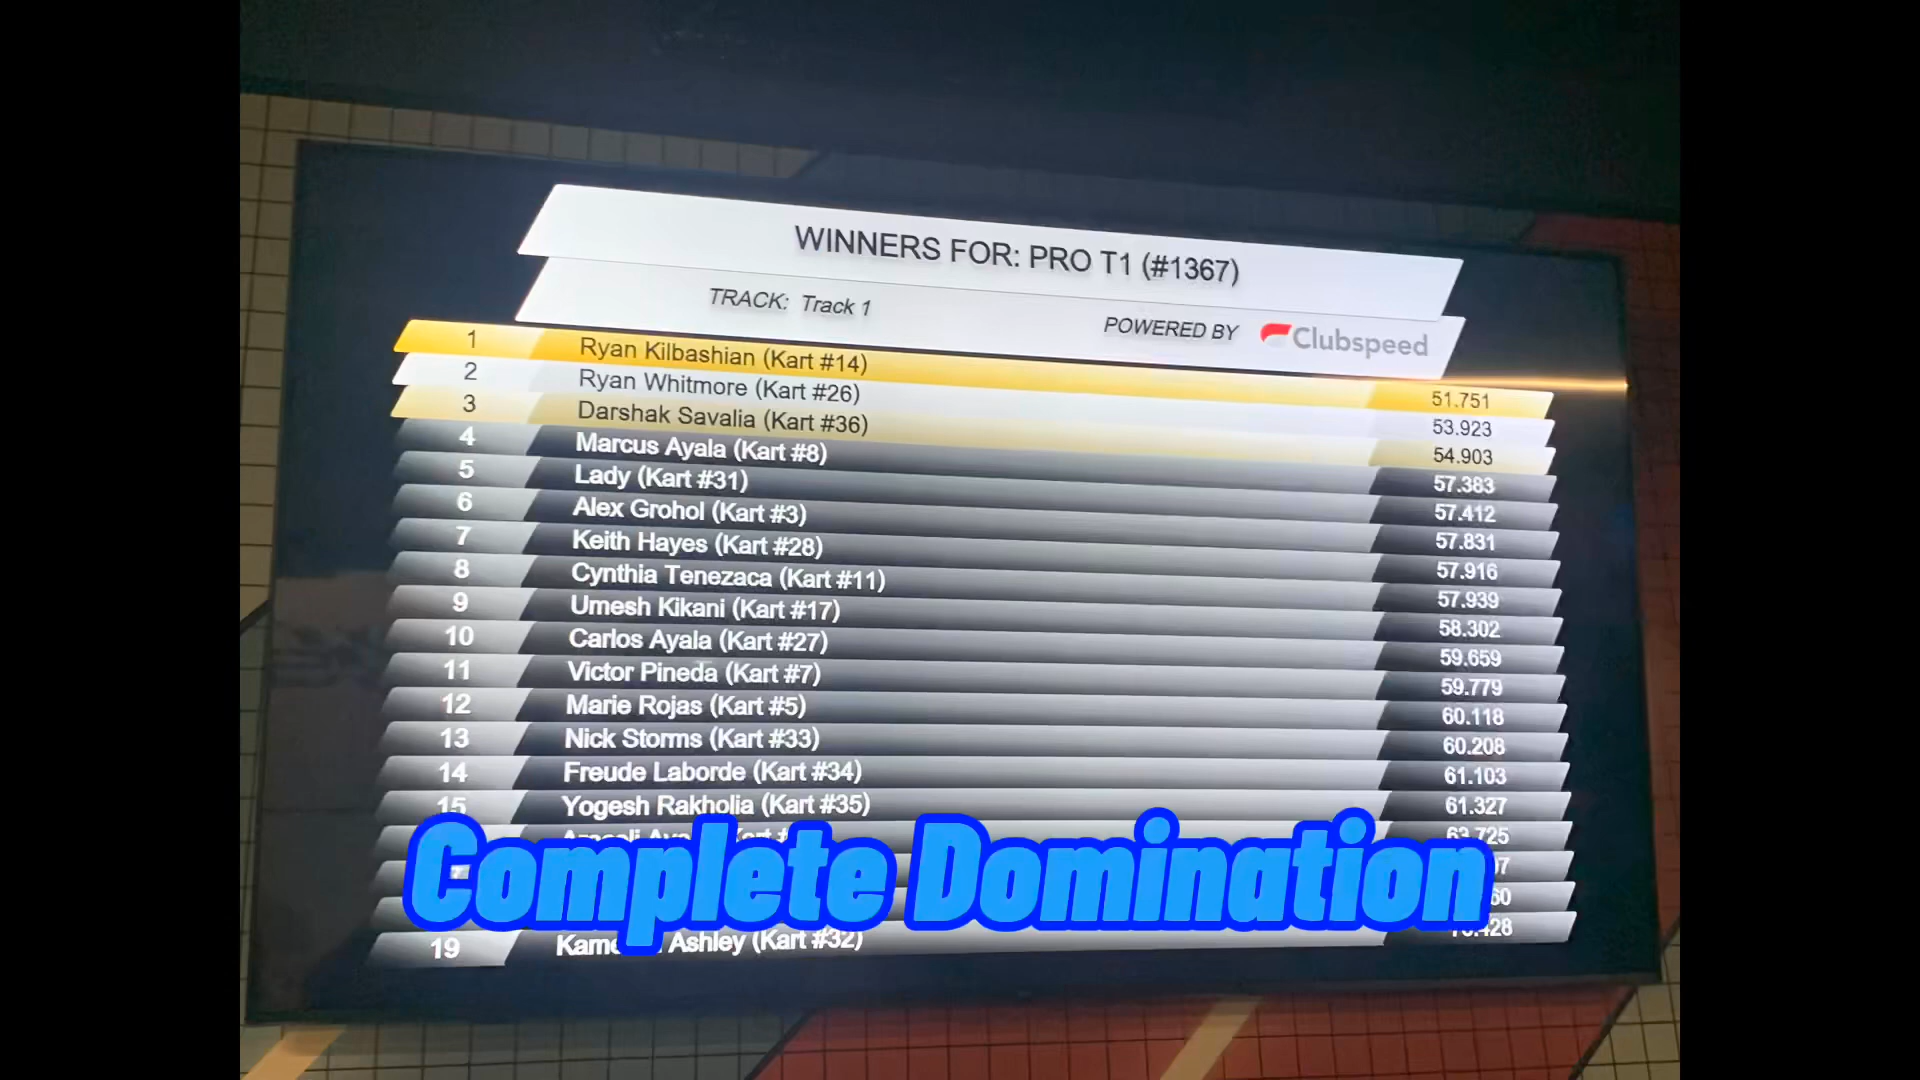 WINNERS FOR: PRO T1 (#1367)
TRACK: Track 1 POWERED BY Clubspeed
1 Ryan Kilbashian (Kart #14) 51.751
2 Ryan Whitmore (Kart #26) 53.923
3 Darshak Savalia (Kart #36) 54.903
4 Marcus Ayala (Kart #8) 57.383
5 Lady (Kart #31) 57.412
6 Alex Grohol (Kart #3) 57.831
7 Keith Hayes (Kart #28) 57.916
8 Cynthia Tenezaca (Kart #11) 57.939
9 Umesh Kikani (Kart #17) 58.302
10 Carlos Ayala (Kart #27) 59.659
11 Victor Pineda (Kart #7) 59.779
12 Marie Rojas (Kart #5) 60.118
13 Nick Storms (Kart #33) 60.208
14 Freude Laborde (Kart #34) 61.103
15 Yogesh Rakholia (Kart #35) 61.327
63.725
Complete Domination
19 Ashley (Kart #32)